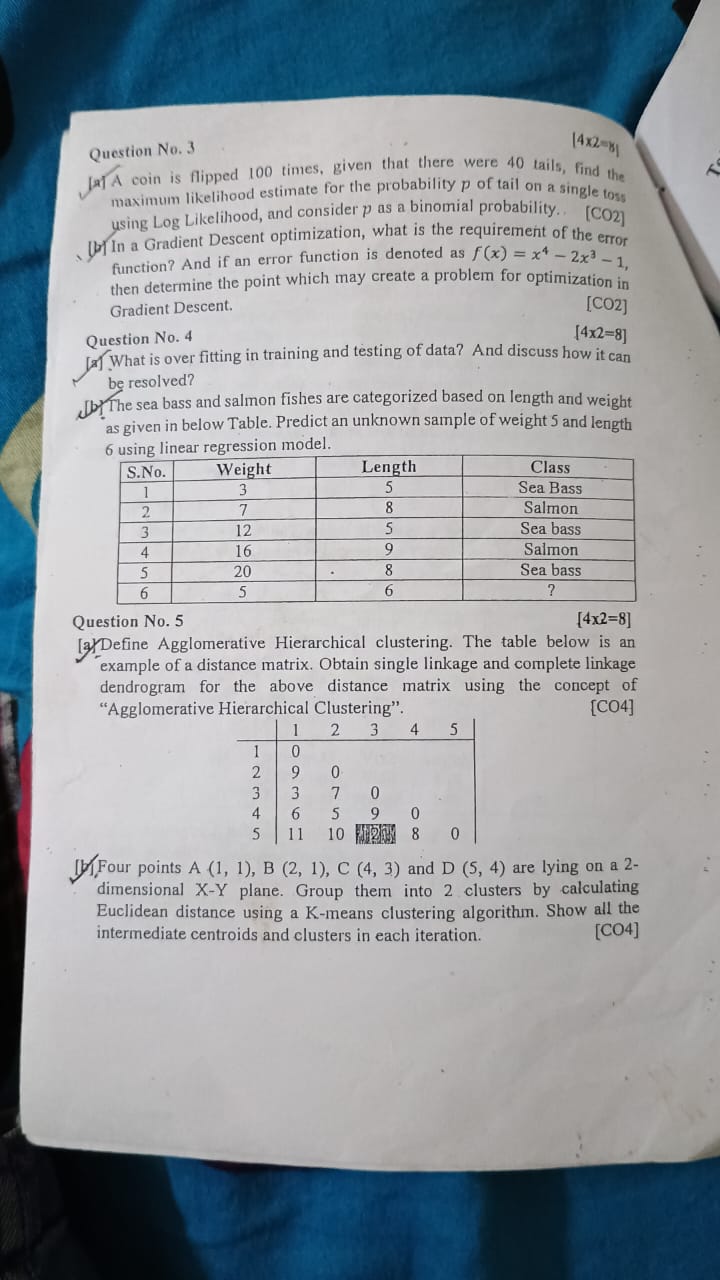 Question No. 3 [4x2=8]
[a] A coin is flipped 100 times, given that there were 40 tails, find the
maximum likelihood estimate for the probability p of tail on a single toss
using Log Likelihood, and consider p as a binomial probability.. [CO2]
[b] In a Gradient Descent optimization, what is the requirement of the error
function? And if an error function is denoted as f(x) = x⁴ − 2x³ − 1,
then determine the point which may create a problem for optimization in
Gradient Descent. [CO2]
Question No. 4 [4x2=8]
[a] What is over fitting in training and testing of data? And discuss how it can
be resolved?
[b] The sea bass and salmon fishes are categorized based on length and weight
as given in below Table. Predict an unknown sample of weight 5 and length
6 using linear regression model.
S.No. Weight Length Class
1 3 5 Sea Bass
2 7 8 Salmon
3 12 5 Sea bass
4 16 9 Salmon
5 20 8 Sea bass
6 5 6 ?
Question No. 5 [4x2=8]
[a] Define Agglomerative Hierarchical clustering. The table below is an
example of a distance matrix. Obtain single linkage and complete linkage
dendrogram for the above distance matrix using the concept of
“Agglomerative Hierarchical Clustering”. [CO4]
1 2 3 4 5
1 0
2 9 0
3 3 7 0
4 6 5 9 0
5 11 10 2 8 0
[b] Four points A (1, 1), B (2, 1), C (4, 3) and D (5, 4) are lying on a 2-
dimensional X-Y plane. Group them into 2 clusters by calculating
Euclidean distance using a K-means clustering algorithm. Show all the
intermediate centroids and clusters in each iteration. [CO4]